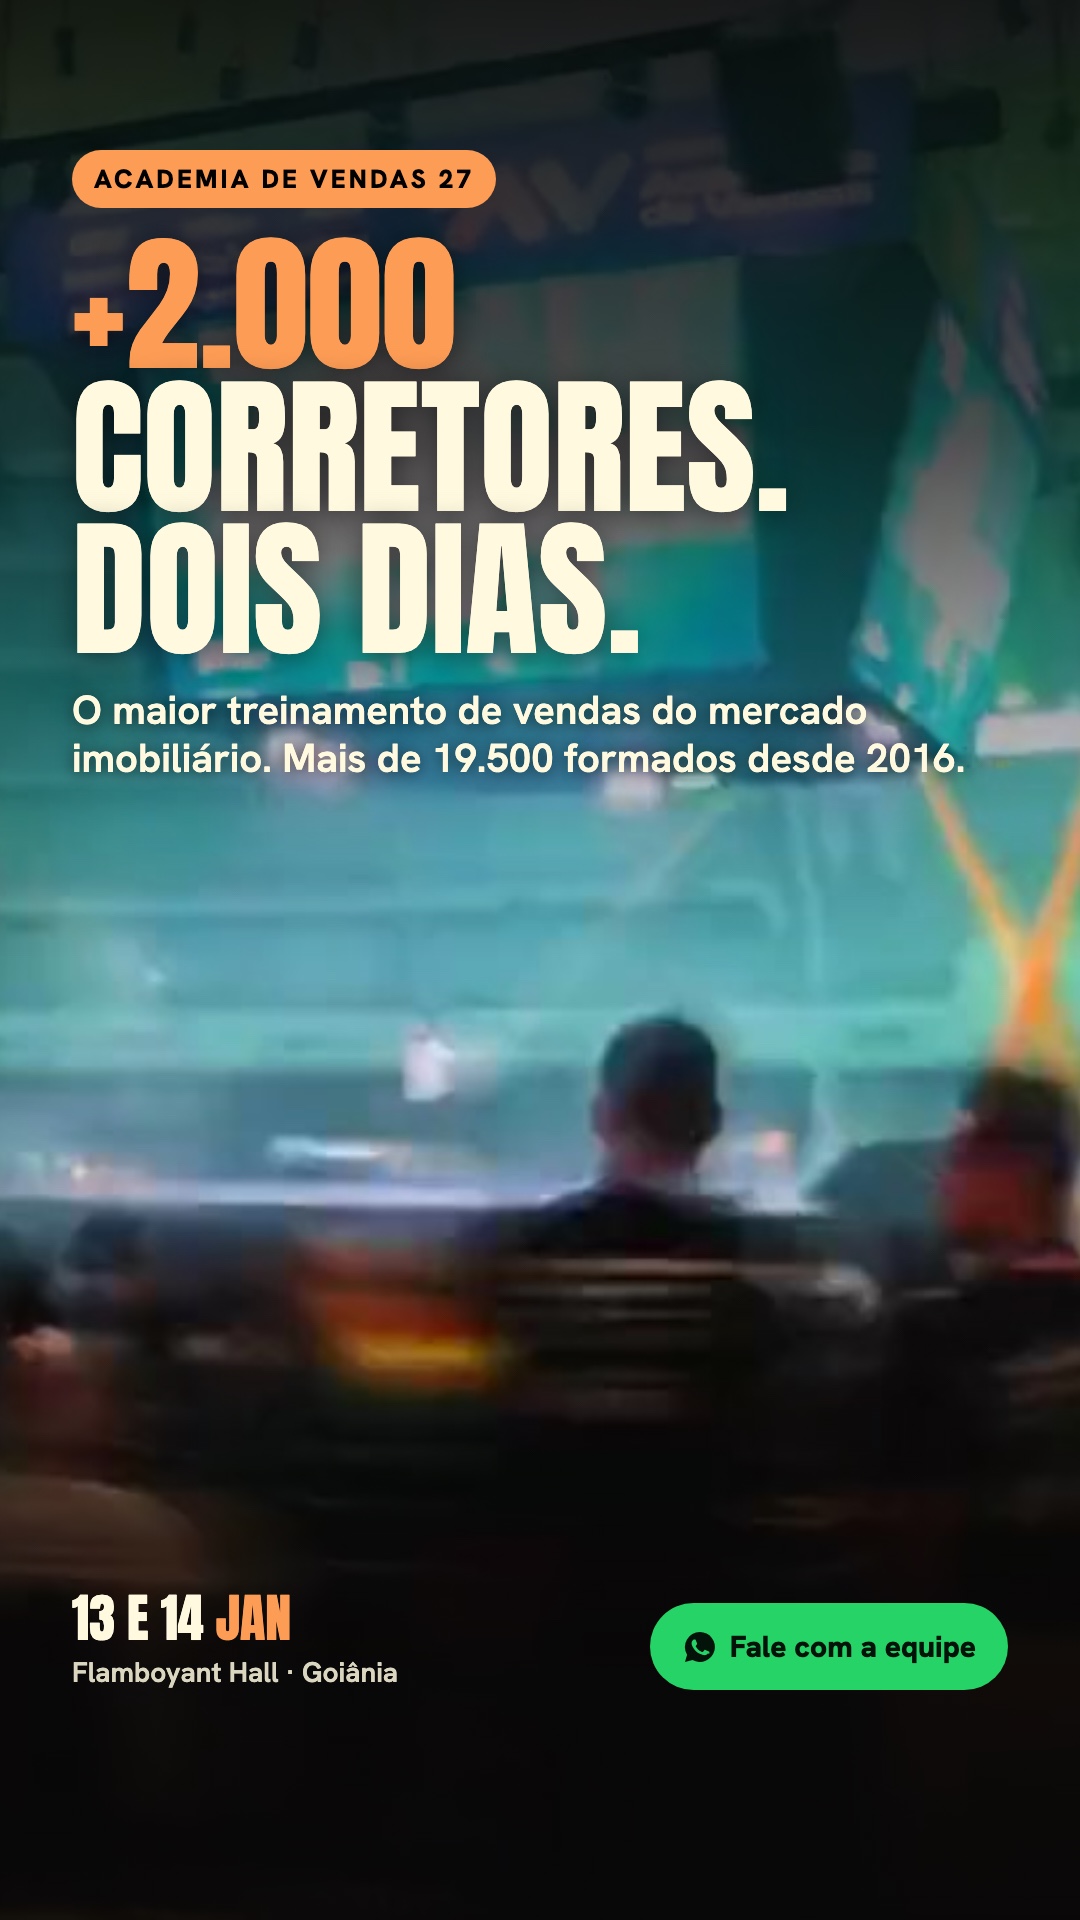 ACADEMIA DE VENDAS 27
+2.000
CORRETORES.
DOIS DIAS.
O maior treinamento de vendas do mercado
imobiliário. Mais de 19.500 formados desde 2016.
13 E 14 JAN
Flamboyant Hall · Goiânia
Fale com a equipe